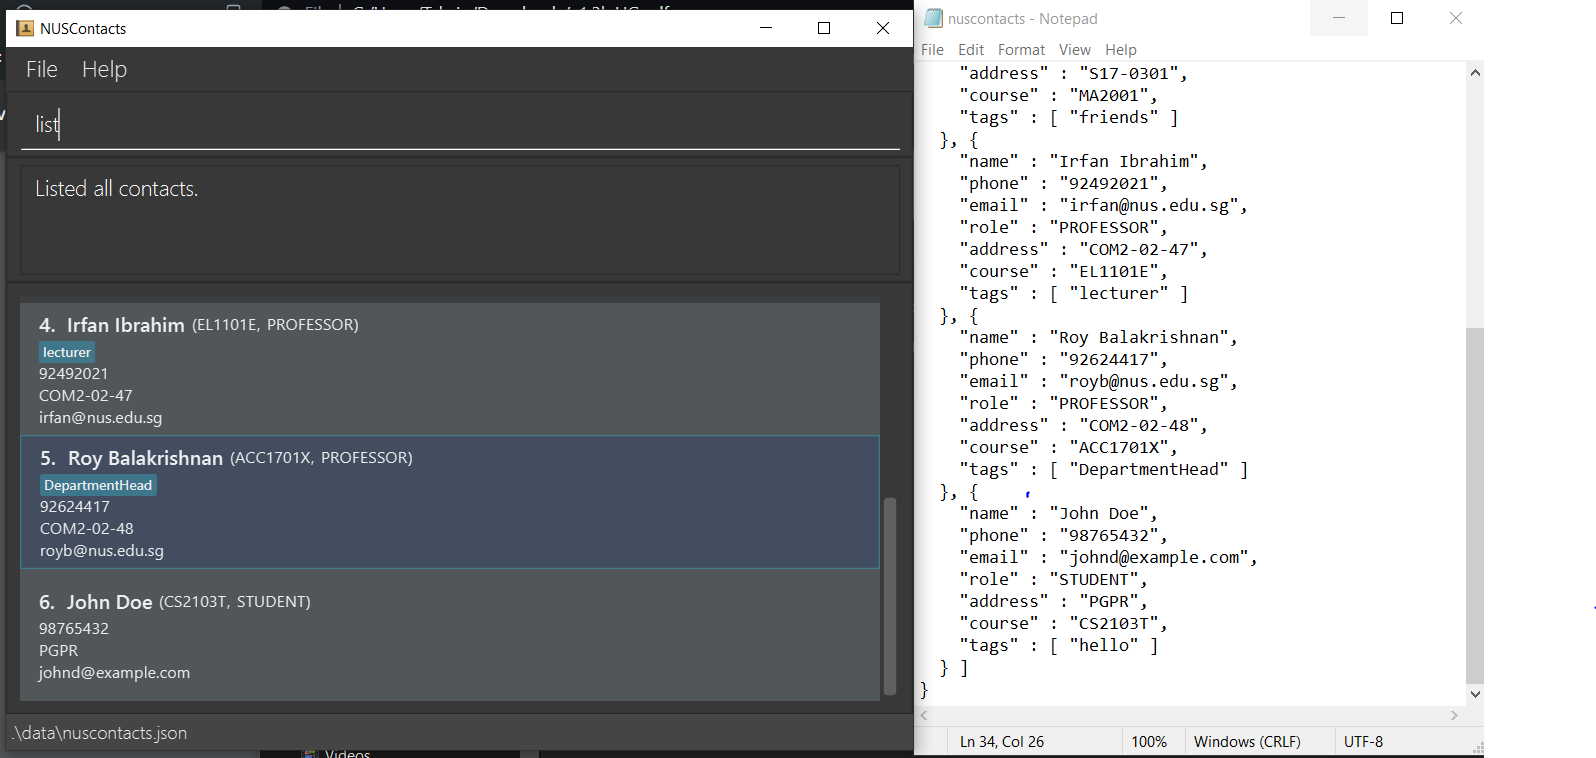 NUSContacts
File Help
list
Listed all contacts.
4. Irfan Ibrahim (EL1101E, PROFESSOR)
lecturer
92492021
COM2-02-47
irfan@nus.edu.sg
5. Roy Balakrishnan (ACC1701X, PROFESSOR)
DepartmentHead
92624417
COM2-02-48
royb@nus.edu.sg
6. John Doe (CS2103T, STUDENT)
98765432
PGPR
johnd@example.com
.\data\nuscontacts.json
Videos
nuscontacts - Notepad
File Edit Format View Help
"address" : "S17-0301",
"course" : "MA2001",
"tags" : [ "friends" ]
}, {
"name" : "Irfan Ibrahim",
"phone" : "92492021",
"email" : "irfan@nus.edu.sg",
"role" : "PROFESSOR",
"address" : "COM2-02-47",
"course" : "EL1101E",
"tags" : [ "lecturer" ]
}, {
"name" : "Roy Balakrishnan",
"phone" : "92624417",
"email" : "royb@nus.edu.sg",
"role" : "PROFESSOR",
"address" : "COM2-02-48",
"course" : "ACC1701X",
"tags" : [ "DepartmentHead" ]
}, {
"name" : "John Doe",
"phone" : "98765432",
"email" : "johnd@example.com",
"role" : "STUDENT",
"address" : "PGPR",
"course" : "CS2103T",
"tags" : [ "hello" ]
} ]
}
Ln 34, Col 26 100% Windows (CRLF) UTF-8